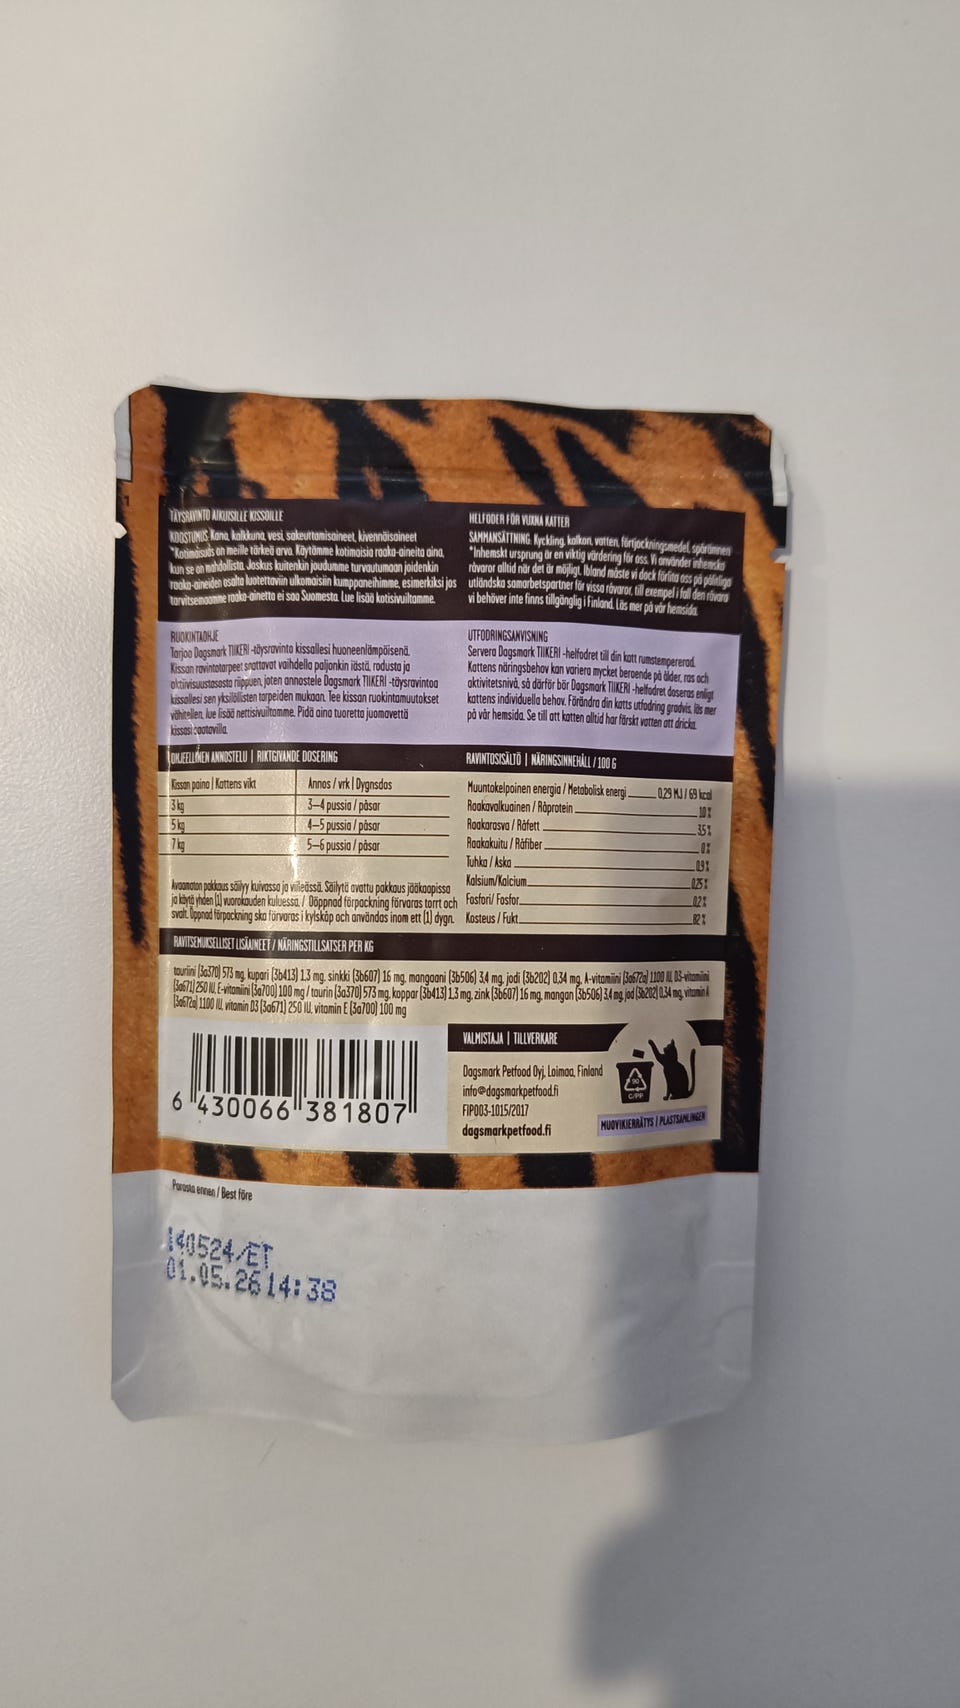 TÄYSRAVINTO AIKUISILLE KISSOILLE
KOOSTUMUS Kana, kalkkuna, vesi, sakeuttamisaineet, kivennäisaineet
*Kotimaisuus on meille tärkeä arvo. Käytämme kotimaisia raaka-aineita aina,
kun se on mahdollista. Joskus kuitenkin joudumme turvautumaan joidenkin
raaka-aineiden osalta luotettaviin ulkomaisiin kumppaneihimme, esimerkiksi jos
tarvitsemaamme raaka-ainetta ei saa Suomesta. Lue lisää kotisivuiltamme.
HELFODER FÖR VUXNA KATTER
SAMMANSÄTTNING Kyckling, kalkon, vatten, förtjockningsmedel, spårämnen
*Inhemskt ursprung är en viktig värdering för oss. Vi använder inhemska
råvaror alltid när det är möjligt. Ibland måste vi dock förlita oss på pålitliga
utländska samarbetspartner för vissa råvaror, till exempel i fall den råvara
vi behöver inte finns tillgänglig i Finland. Läs mer på vår hemsida.
RUOKINTAOHJE
Tarjoa Dagsmark TIIKERI -täysravinto kissallesi huoneenlämpöisenä.
Kissan ravintotarpeet saattavat vaihdella paljonkin iästä, rodusta ja
aktiivisuustasosta riippuen, joten annostele Dagsmark TIIKERI -täysravintoa
kissallesi sen yksilöllisten tarpeiden mukaan. Tee kissan ruokintamuutokset
vähitellen, lue lisää nettisivuiltamme. Pidä aina tuoretta juomavettä
kissasi saatavilla.
UTFODRINGSANVISNING
Servera Dagsmark TIIKERI -helfodret till din katt rumstempererad.
Kattens näringsbehov kan variera mycket beroende på ålder, ras och
aktivitetsnivå, så därför bör Dagsmark TIIKERI -helfodret doseras enligt
kattens individuella behov. Förändra din katts utfodring gradvis, läs mer
på vår hemsida. Se till att katten alltid har färskt vatten att dricka.
OHJEELLINEN ANNOSTELU | RIKTGIVANDE DOSERING
Kissan paino | Kattens vikt Annos / vrk | Dygnsdos
3 kg 3–4 pussia / påsar
5 kg 4–5 pussia / påsar
7 kg 5–6 pussia / påsar
Avaamaton pakkaus säilyy kuivassa ja viileässä. Säilytä avattu pakkaus jääkaapissa
ja käytä yhden (1) vuorokauden kuluessa. / Oöppnad förpackning förvaras torrt och
svalt. Öppnad förpackning ska förvaras i kylskåp och användas inom ett (1) dygn.
RAVINTOSISÄLTÖ | NÄRINGSINNEHÅLL / 100 G
Muuntokelpoinen energia / Metabolisk energi 0,29 MJ / 69 kcal
Raakavalkuainen / Råprotein 10 %
Raakarasva / Råfett 3,5 %
Raakakuitu / Råfiber 0 %
Tuhka / Aska 0,9 %
Kalsium/Kalcium 0,25 %
Fosfori/ Fosfor 0,2 %
Kosteus / Fukt 82 %
RAVITSEMUKSELLISET LISÄAINEET / NÄRINGSTILLSATSER PER KG
tauriini (3a370) 573 mg, kupari (3b413) 1.3 mg, sinkki (3b607) 16 mg, mangaani (3b506) 3,4 mg, jodi (3b202) 0,34 mg, A-vitamiini (3a672a) 1100 IU, D3-vitamiini
(3a671) 250 IU, E-vitamiini (3a700) 100 mg / taurin (3a370) 573 mg, koppar (3b413) 1,3 mg, zink (3b607) 16 mg, mangan (3b506) 3,4 mg, jod (3b202) 0,34 mg, vitamin A
(3a672a) 1100 IU, vitamin D3 (3a671) 250 IU, vitamin E (3a700) 100 mg
6 430066 381807
VALMISTAJA | TILLVERKARE
Dagsmark Petfood Oyj, Loimaa, Finland
info@dagsmarkpetfood.fi
FIP003-1015/2017
dagsmarkpetfood.fi
90
C/PP
MUOVIKIERRÄTYS / PLASTSAMLINGEN
Parasta ennen / Best före
140524/ET
01.05.26 14:38